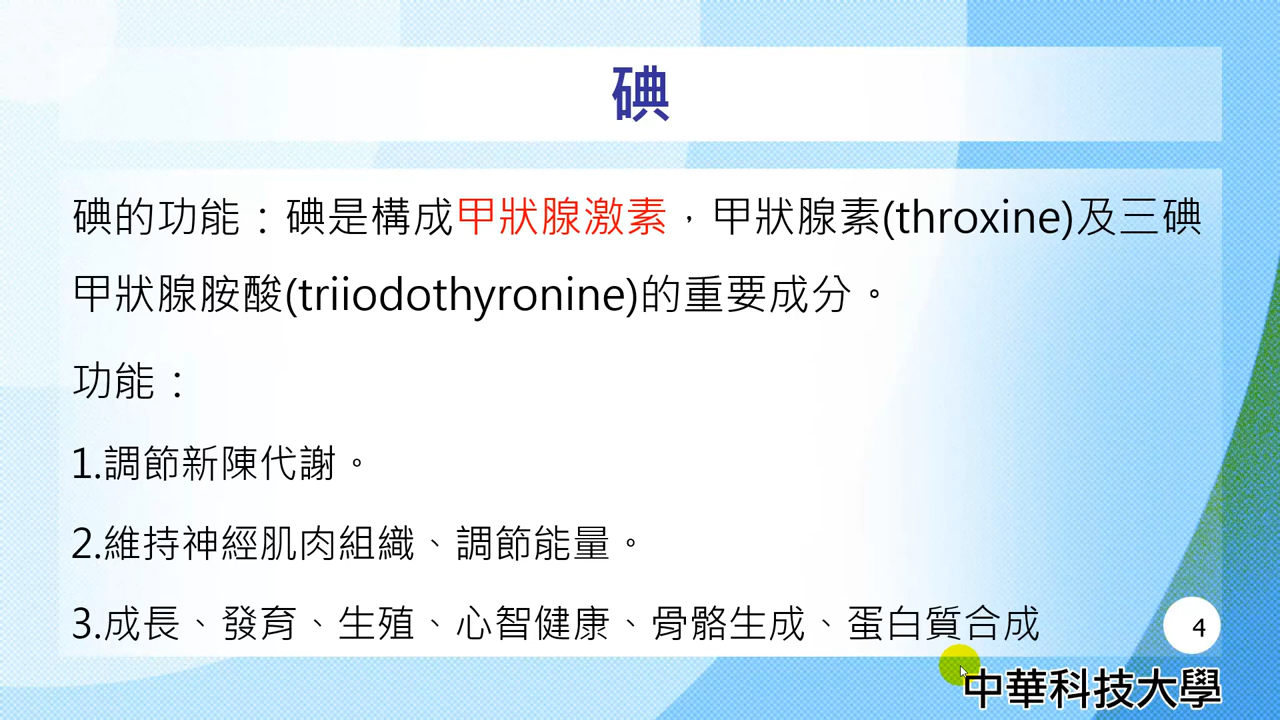 碘
碘的功能：碘是構成甲狀腺激素，甲狀腺素(throxine)及三碘
甲狀腺胺酸(triiodothyronine)的重要成分。
功能：
1.調節新陳代謝。
2.維持神經肌肉組織、調節能量。
3.成長、發育、生殖、心智健康、骨骼生成、蛋白質合成
4
中華科技大學